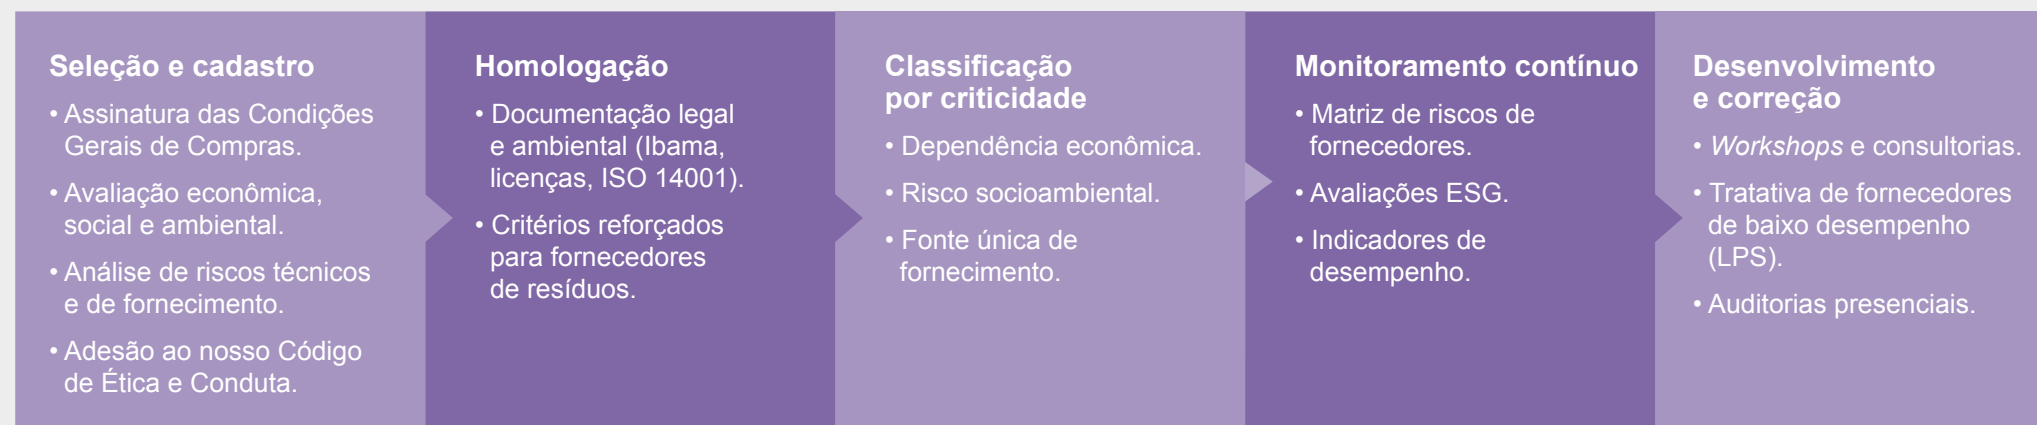 Seleção e cadastro
• Assinatura das Condições
Gerais de Compras.
• Avaliação econômica,
social e ambiental.
• Análise de riscos técnicos
e de fornecimento.
• Adesão ao nosso Código
de Ética e Conduta.
Homologação
• Documentação legal
e ambiental (Ibama,
licenças, ISO 14001).
• Critérios reforçados
para fornecedores
de resíduos.
Classificação
por criticidade
• Dependência econômica.
• Risco socioambiental.
• Fonte única de
fornecimento.
Monitoramento contínuo
• Matriz de riscos de
fornecedores.
• Avaliações ESG.
• Indicadores de
desempenho.
Desenvolvimento
e correção
• Workshops e consultorias.
• Tratativa de fornecedores
de baixo desempenho
(LPS).
• Auditorias presenciais.